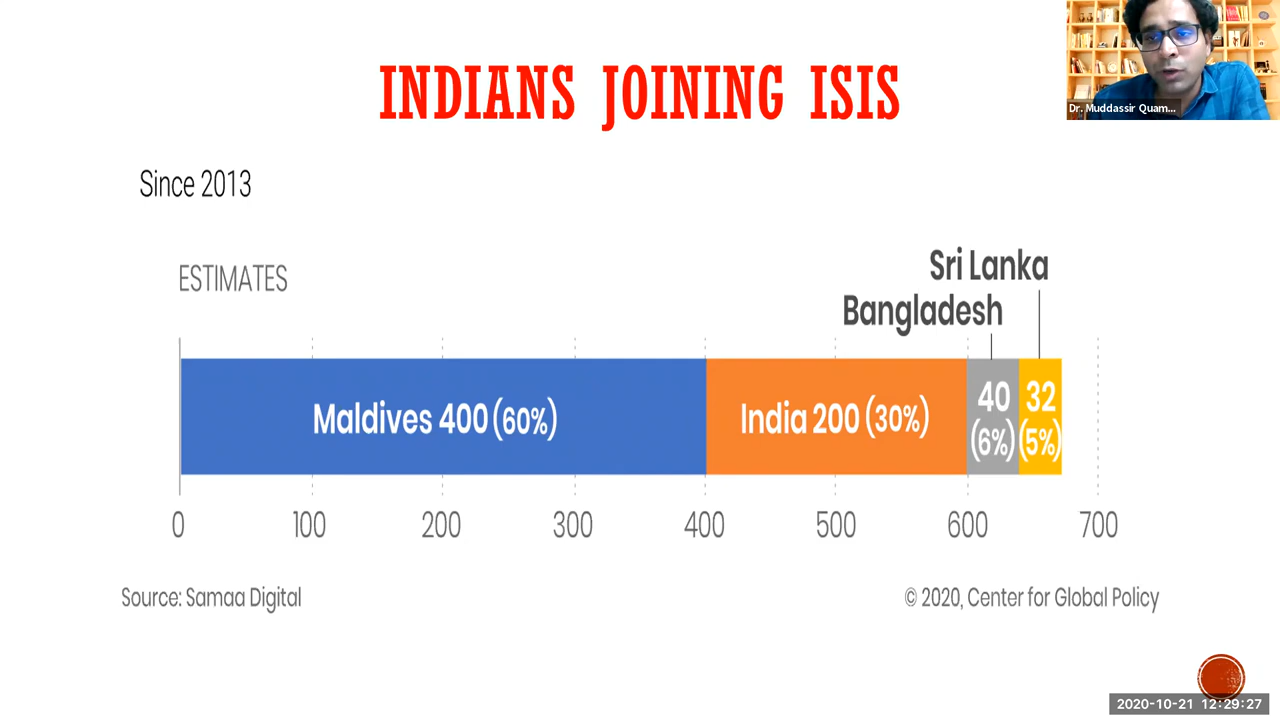 INDIANS JOINING ISIS
Dr. Muddassir Quam...
Since 2013
ESTIMATES
Sri Lanka
Bangladesh
Maldives 400 (60%)
India 200 (30%)
40
(6%)
32
(5%)
0 100 200 300 400 500 600 700
Source: Samaa Digital
© 2020, Center for Global Policy
2020-10-21 12:29:27